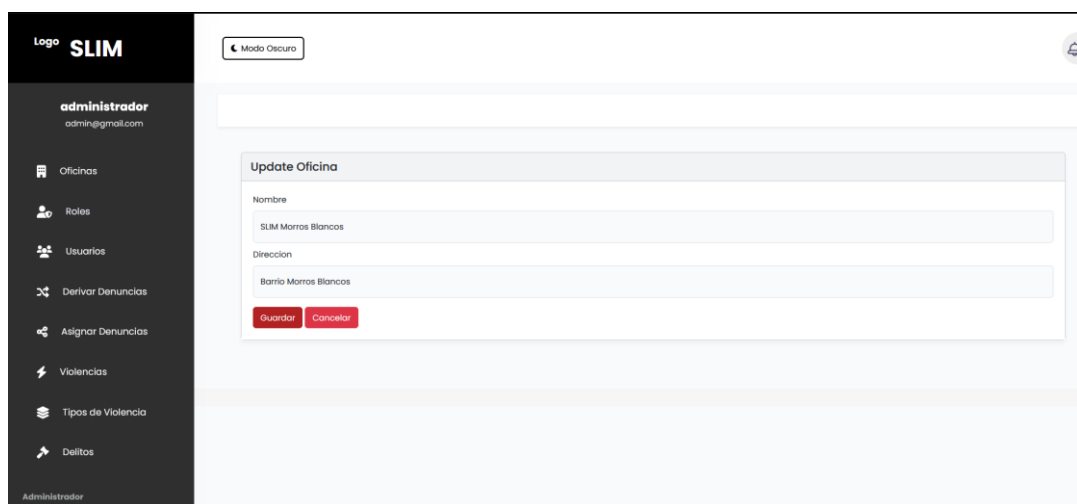 Logo SLIM
administrador
admin@gmail.com
Oficinas
Roles
Usuarios
Derivar Denuncias
Asignar Denuncias
Violencias
Tipos de Violencia
Delitos
Administrador
Modo Oscuro
Update Oficina
Nombre
SLIM Morros Blancos
Direccion
Barrio Morros Blancos
Guardar Cancelar